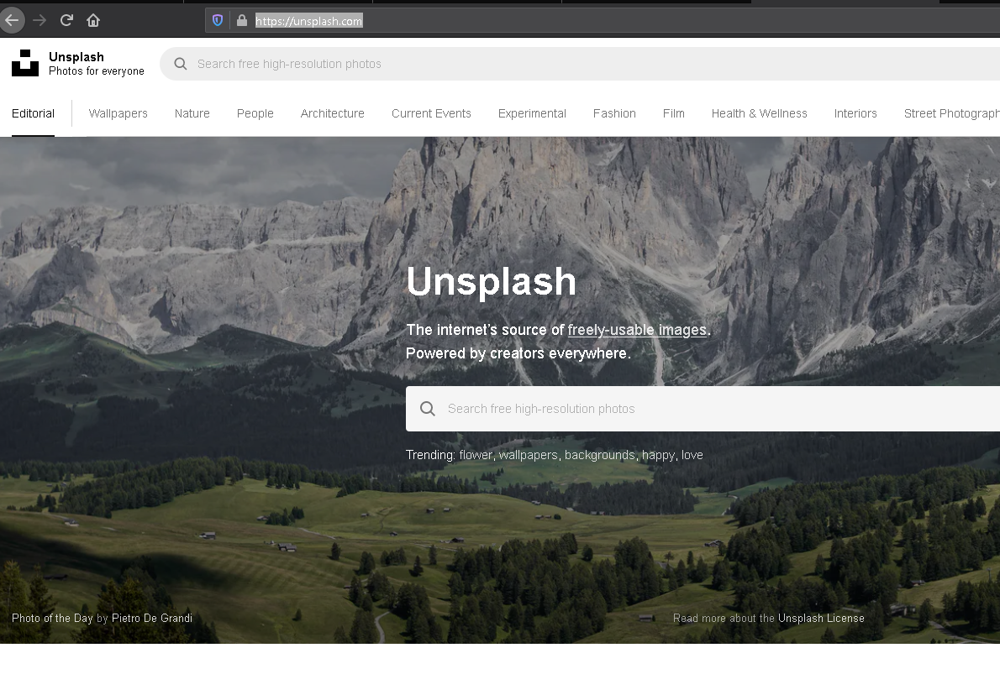 https://unsplash.com
Unsplash
Photos for everyone
Search free high-resolution photos
Editorial Wallpapers Nature People Architecture Current Events Experimental Fashion Film Health & Wellness Interiors Street Photograph
Unsplash
The internet's source of freely-usable images.
Powered by creators everywhere.
Search free high-resolution photos
Trending: flower, wallpapers, backgrounds, happy, love
Photo of the Day by Pietro De Grandi
Read more about the Unsplash License